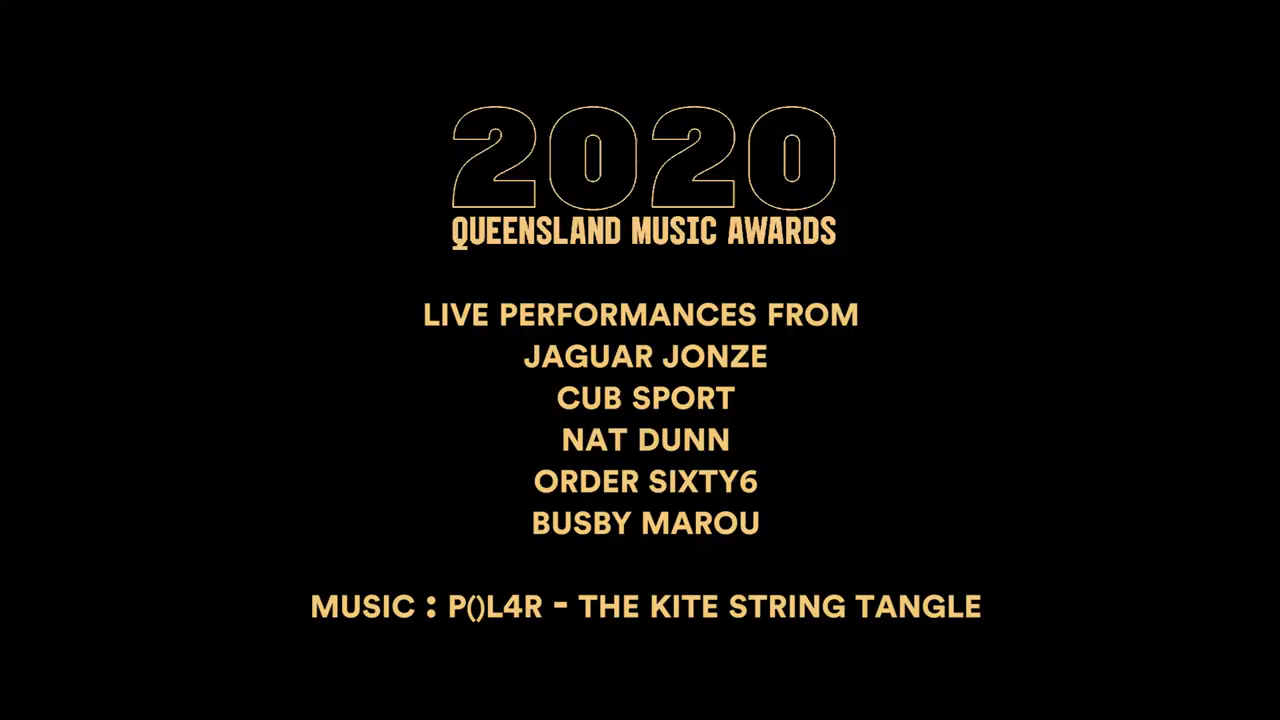 2020
QUEENSLAND MUSIC AWARDS
LIVE PERFORMANCES FROM
JAGUAR JONZE
CUB SPORT
NAT DUNN
ORDER SIXTY6
BUSBY MAROU
MUSIC : P()L4R - THE KITE STRING TANGLE